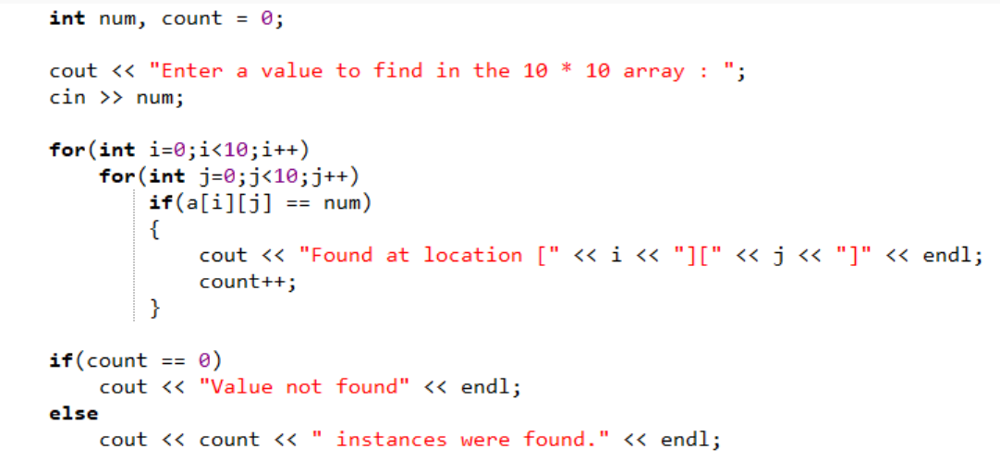 int num, count = 0;
cout << "Enter a value to find in the 10 * 10 array : ";
cin >> num;
for(int i=0;i<10;i++)
for(int j=0;j<10;j++)
if(a[i][j] == num)
{
cout << "Found at location [" << i << "][" << j << "]" << endl;
count++;
}
if(count == 0)
cout << "Value not found" << endl;
else
cout << count << " instances were found." << endl;